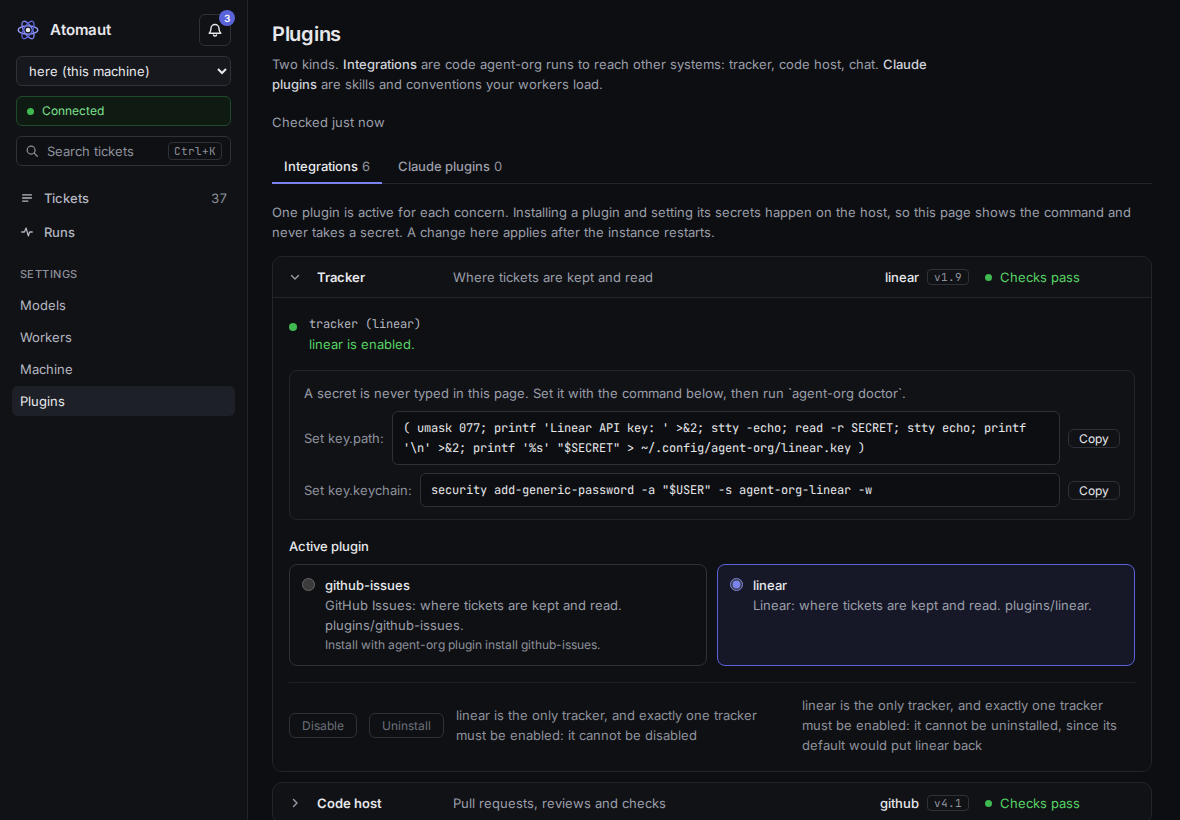 Atomaut
3
here (this machine)
Connected
Search tickets
Ctrl+K
Tickets
37
Runs
SETTINGS
Models
Workers
Machine
Plugins
Plugins
Two kinds. Integrations are code agent-org runs to reach other systems: tracker, code host, chat. Claude
plugins are skills and conventions your workers load.
Checked just now
Integrations 6
Claude plugins 0
One plugin is active for each concern. Installing a plugin and setting its secrets happen on the host, so this page shows the command and
never takes a secret. A change here applies after the instance restarts.
Tracker
Where tickets are kept and read
linear
v1.9
Checks pass
tracker (linear)
linear is enabled.
A secret is never typed in this page. Set it with the command below, then run `agent-org doctor`.
Set key.path:
( umask 077; printf 'Linear API key: ' >&2; stty -echo; read -r SECRET; stty echo; printf
'\n' >&2; printf '%s' "$SECRET" > ~/.config/agent-org/linear.key )
Copy
Set key.keychain:
security add-generic-password -a "$USER" -s agent-org-linear -w
Copy
Active plugin
github-issues
GitHub Issues: where tickets are kept and read.
plugins/github-issues.
Install with agent-org plugin install github-issues.
linear
Linear: where tickets are kept and read. plugins/linear.
Disable
Uninstall
linear is the only tracker, and exactly one tracker
must be enabled: it cannot be disabled
linear is the only tracker, and exactly one tracker
must be enabled: it cannot be uninstalled, since its
default would put linear back
Code host
Pull requests, reviews and checks
github
v4.1
Checks pass